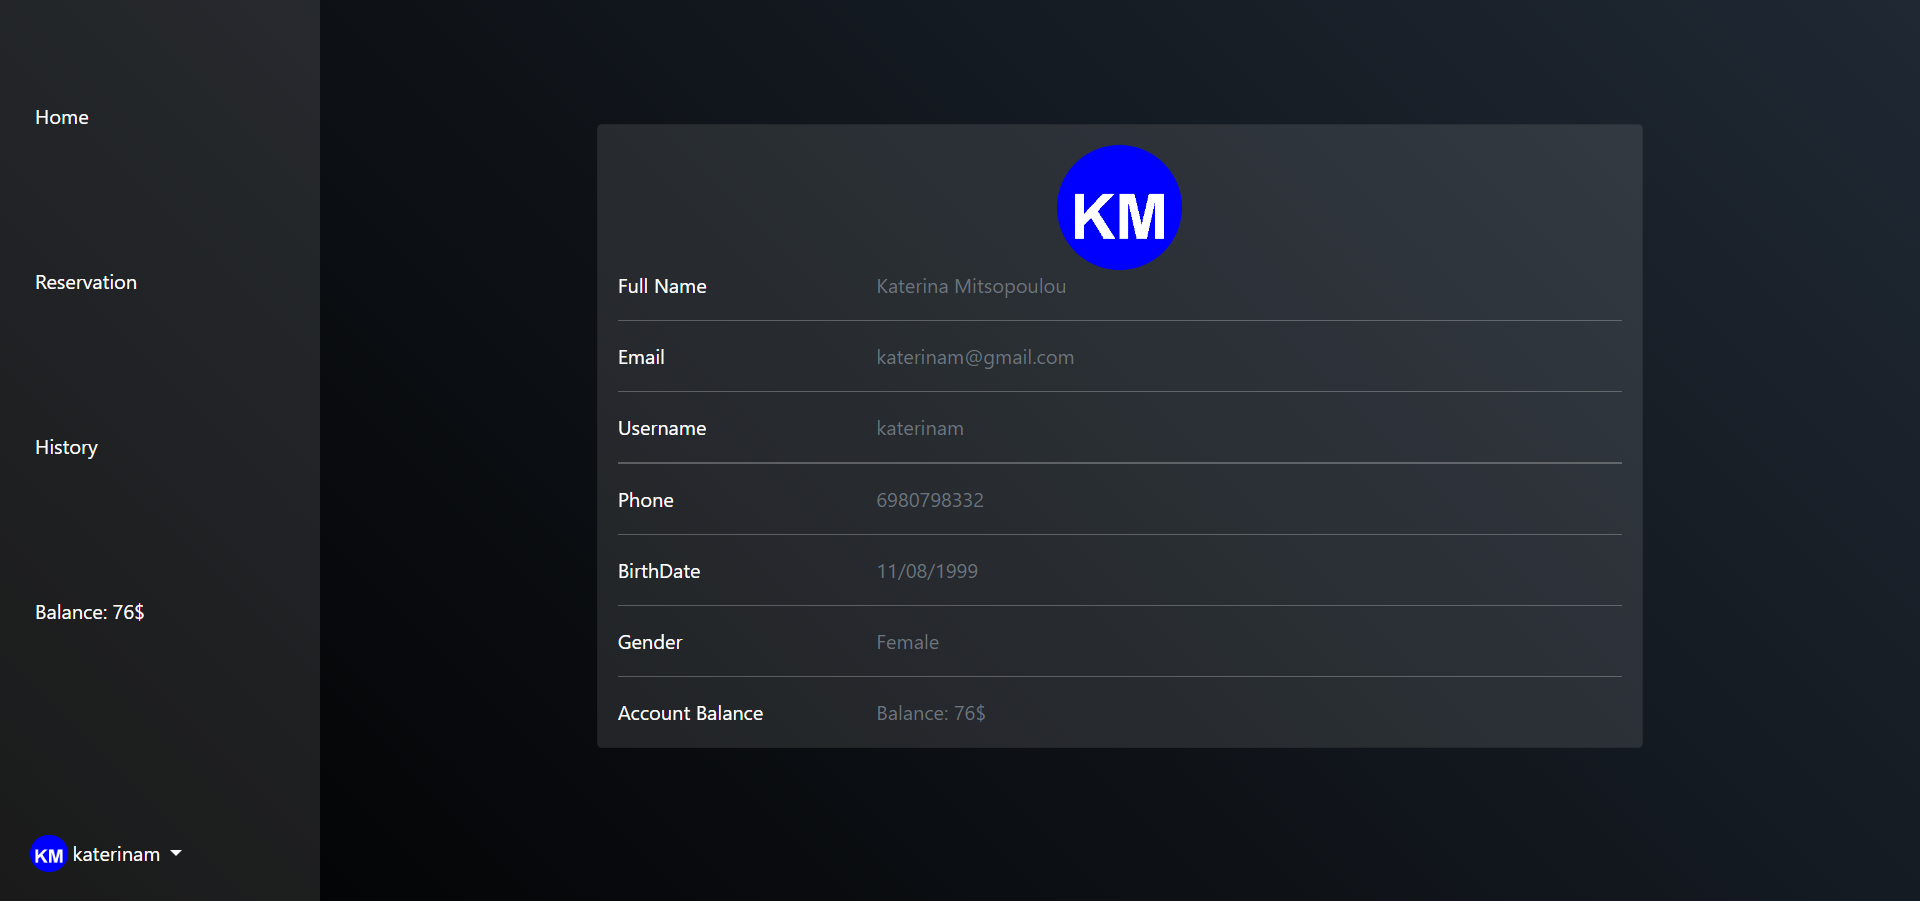 Home
Reservation
History
Balance: 76$
KM katerinam
KM
Full Name Katerina Mitsopoulou
Email katerinam@gmail.com
Username katerinam
Phone 6980798332
BirthDate 11/08/1999
Gender Female
Account Balance Balance: 76$